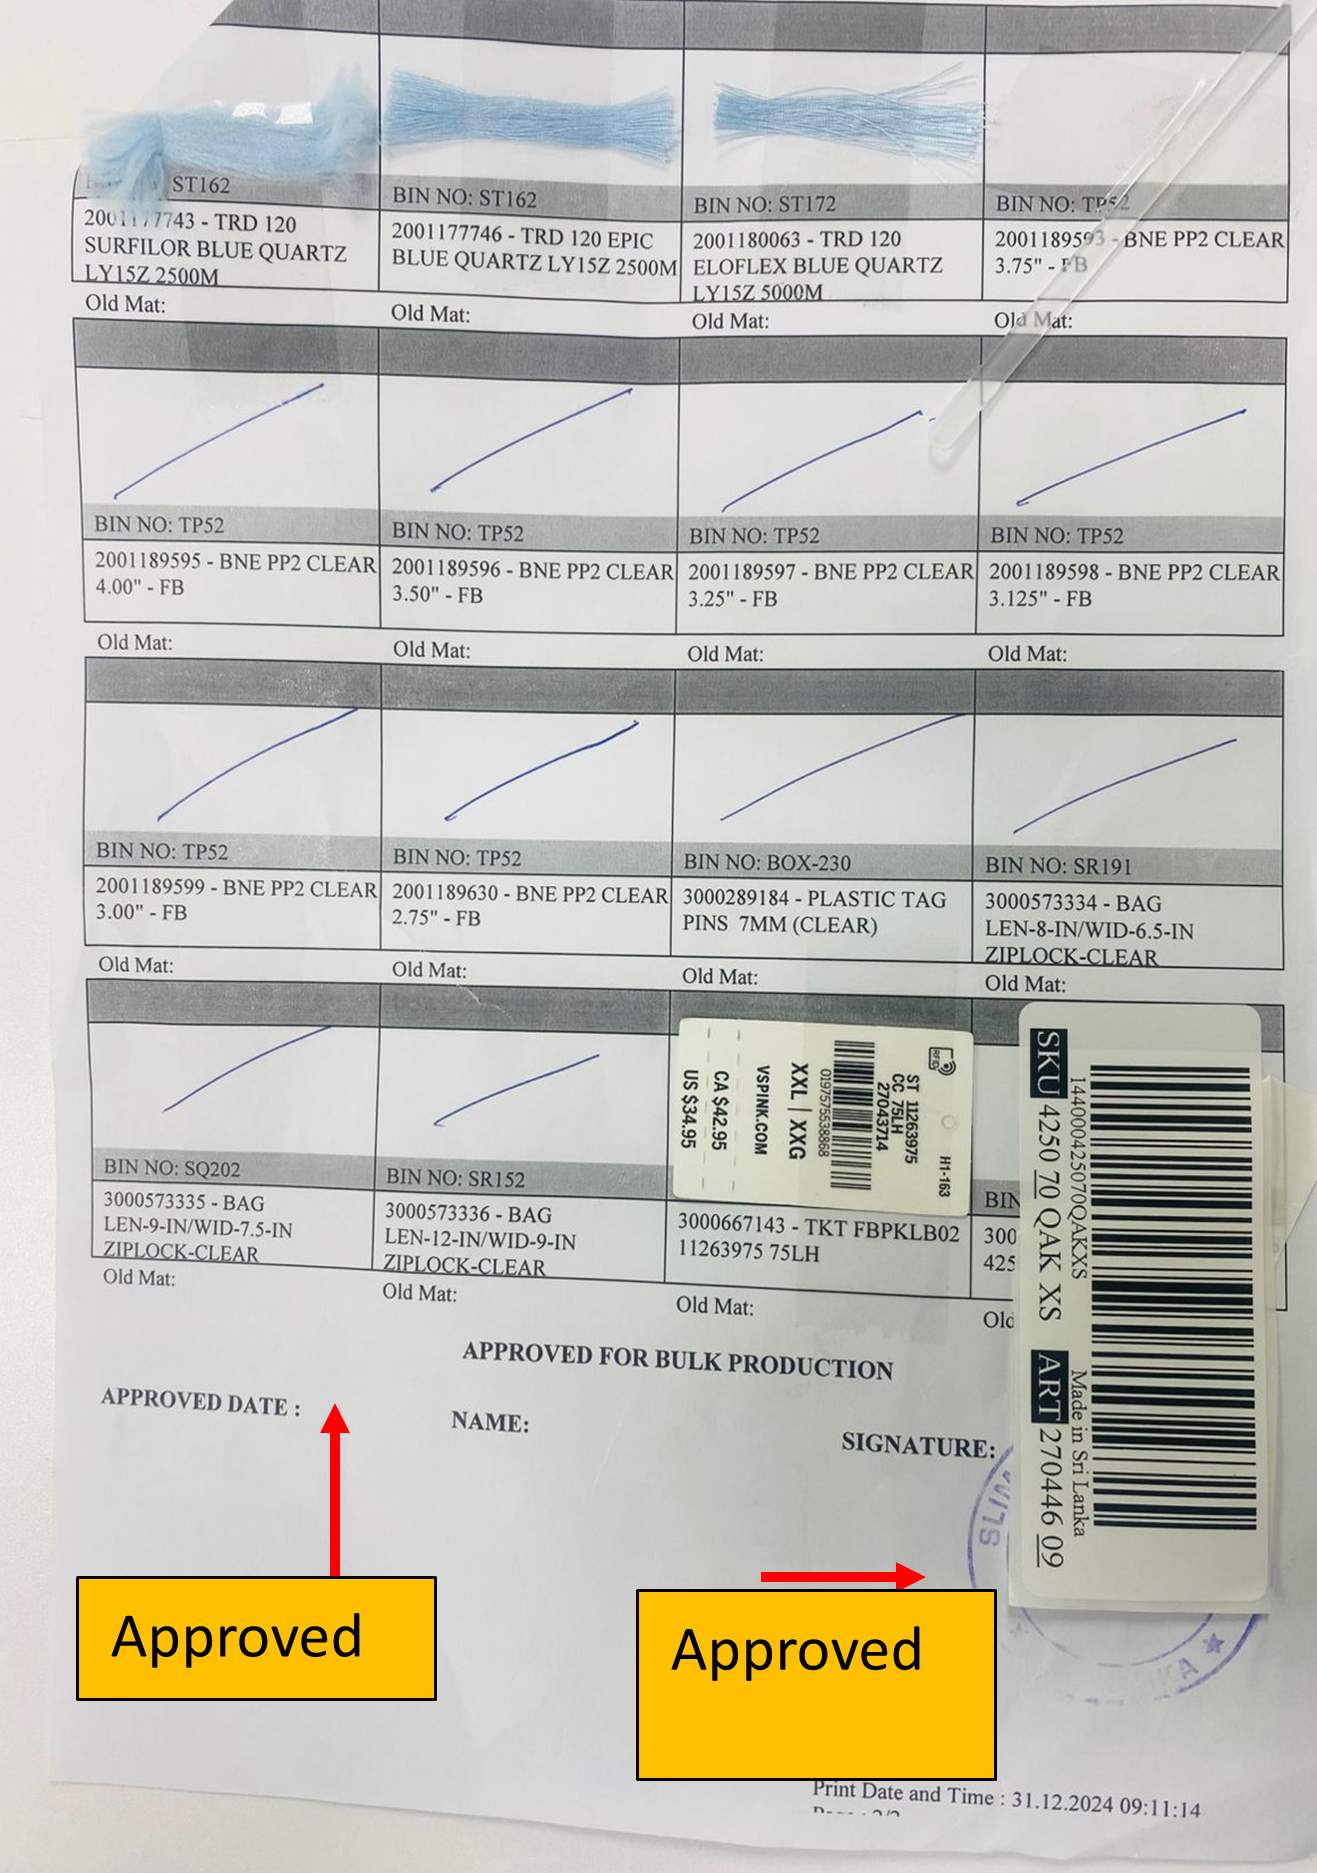 ST162
BIN NO: ST162
BIN NO: ST172
BIN NO: TP52
2001177743 - TRD 120
SURFILOR BLUE QUARTZ
LY15Z 2500M
2001177746 - TRD 120 EPIC
BLUE QUARTZ LY15Z 2500M
2001180063 - TRD 120
ELOFLEX BLUE QUARTZ
LY15Z 5000M
2001189593 - BNE PP2 CLEAR
3.75" - FB
Old Mat:
Old Mat:
Old Mat:
Old Mat:
BIN NO: TP52
BIN NO: TP52
BIN NO: TP52
BIN NO: TP52
2001189595 - BNE PP2 CLEAR
4.00" - FB
2001189596 - BNE PP2 CLEAR
3.50" - FB
2001189597 - BNE PP2 CLEAR
3.25" - FB
2001189598 - BNE PP2 CLEAR
3.125" - FB
Old Mat:
Old Mat:
Old Mat:
Old Mat:
BIN NO: TP52
BIN NO: TP52
BIN NO: BOX-230
BIN NO: SR191
2001189599 - BNE PP2 CLEAR
3.00" - FB
2001189630 - BNE PP2 CLEAR
2.75" - FB
3000289184 - PLASTIC TAG
PINS 7MM (CLEAR)
3000573334 - BAG
LEN-8-IN/WID-6.5-IN
ZIPLOCK-CLEAR
Old Mat:
Old Mat:
Old Mat:
Old Mat:
H1-163
ST 11263975
CC 75LH
27043714
0197575538868
XXL | XXG
VSPINK.COM
CA $42.95
US $34.95
144000425070QAKXS
Made in Sri Lanka
SKU 4250 70 QAK XS ART 270446 09
BIN NO: SQ202
BIN NO: SR152
BIN
3000573335 - BAG
LEN-9-IN/WID-7.5-IN
ZIPLOCK-CLEAR
3000573336 - BAG
LEN-12-IN/WID-9-IN
ZIPLOCK-CLEAR
3000667143 - TKT FBPKLB02
11263975 75LH
300
425
Old Mat:
Old Mat:
Old Mat:
Old
APPROVED FOR BULK PRODUCTION
APPROVED DATE :
NAME:
SIGNATURE:
Approved
Approved
Print Date and Time : 31.12.2024 09:11:14